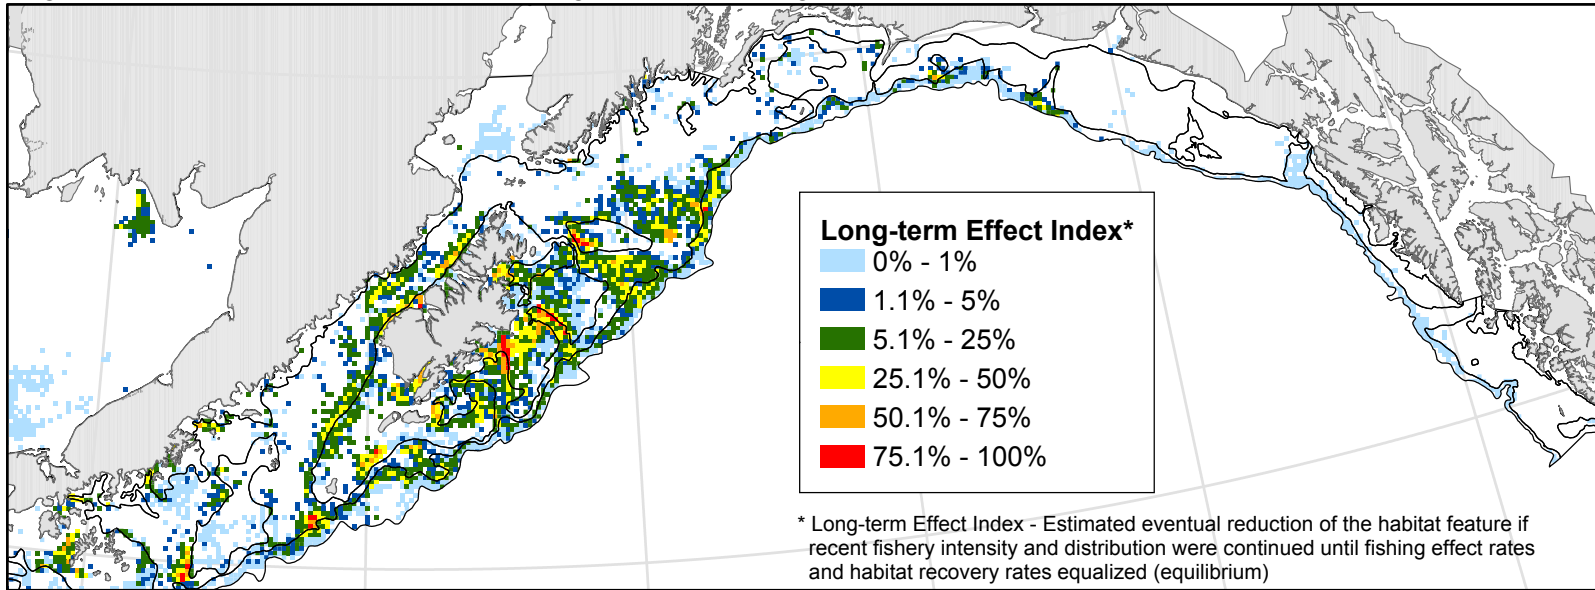 Long-term Effect Index*
0% - 1%
1.1% - 5%
5.1% - 25%
25.1% - 50%
50.1% - 75%
75.1% - 100%
* Long-term Effect Index - Estimated eventual reduction of the habitat feature if
recent fishery intensity and distribution were continued until fishing effect rates
and habitat recovery rates equalized (equilibrium)